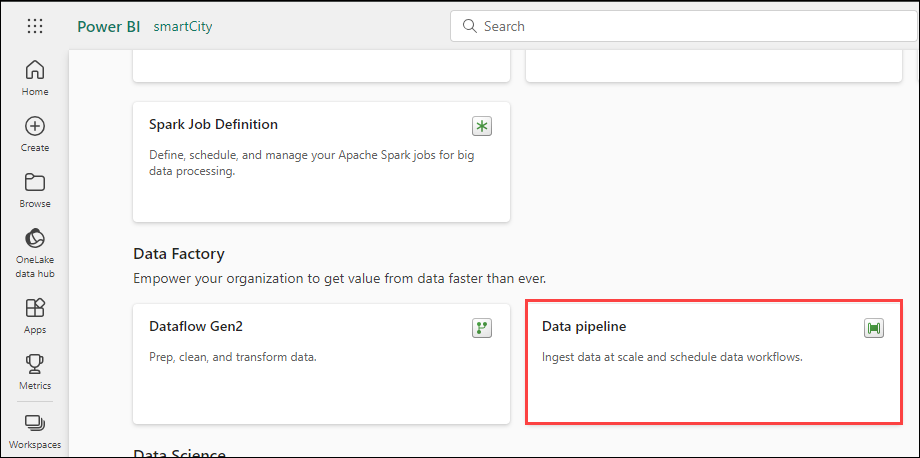 Power BI smartCity
Search
Home
Create
Browse
OneLake
data hub
Apps
Metrics
Workspaces
Spark Job Definition
Define, schedule, and manage your Apache Spark jobs for big
data processing.
Data Factory
Empower your organization to get value from data faster than ever.
Dataflow Gen2
Prep, clean, and transform data.
Data pipeline
Ingest data at scale and schedule data workflows.
Data Science